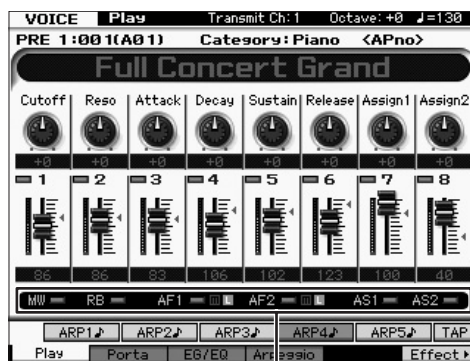 VOICE Play Transmit Ch:1 Octave:+0 ♩=130
PRE 1:001(A01) Category:Piano <APno>
Full Concert Grand
Cutoff Reso Attack Decay Sustain Release Assign1 Assign2
+0 +0 +0 +0 +0 +0 +0 +0
1 2 3 4 5 6 7 8
86 86 83 106 102 123 100 40
MW RB AF1 M L AF2 M L AS1 AS2
ARP1♪ ARP2♪ ARP3♪ ARP4♪ ARP5♪ TAP
Play Porta EG/EQ Arpeggio Effect